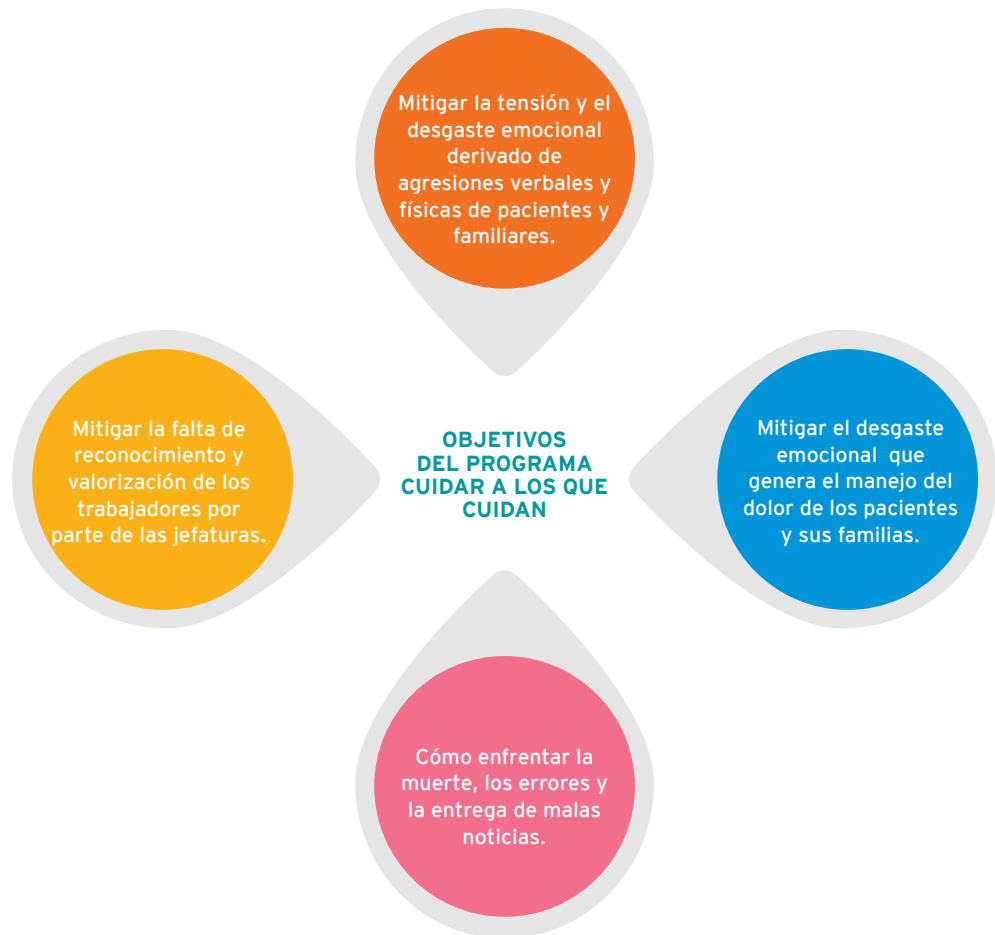 Mitigar la tensión y el
desgaste emocional
derivado de
agresiones verbales y
físicas de pacientes y
familiares.
Mitigar la falta de
reconocimiento y
valorización de los
trabajadores por
parte de las jefaturas.
OBJETIVOS
DEL PROGRAMA
CUIDAR A LOS QUE
CUIDAN
Mitigar el desgaste
emocional que
genera el manejo del
dolor de los pacientes
y sus familias.
Cómo enfrentar la
muerte, los errores y
la entrega de malas
noticias.